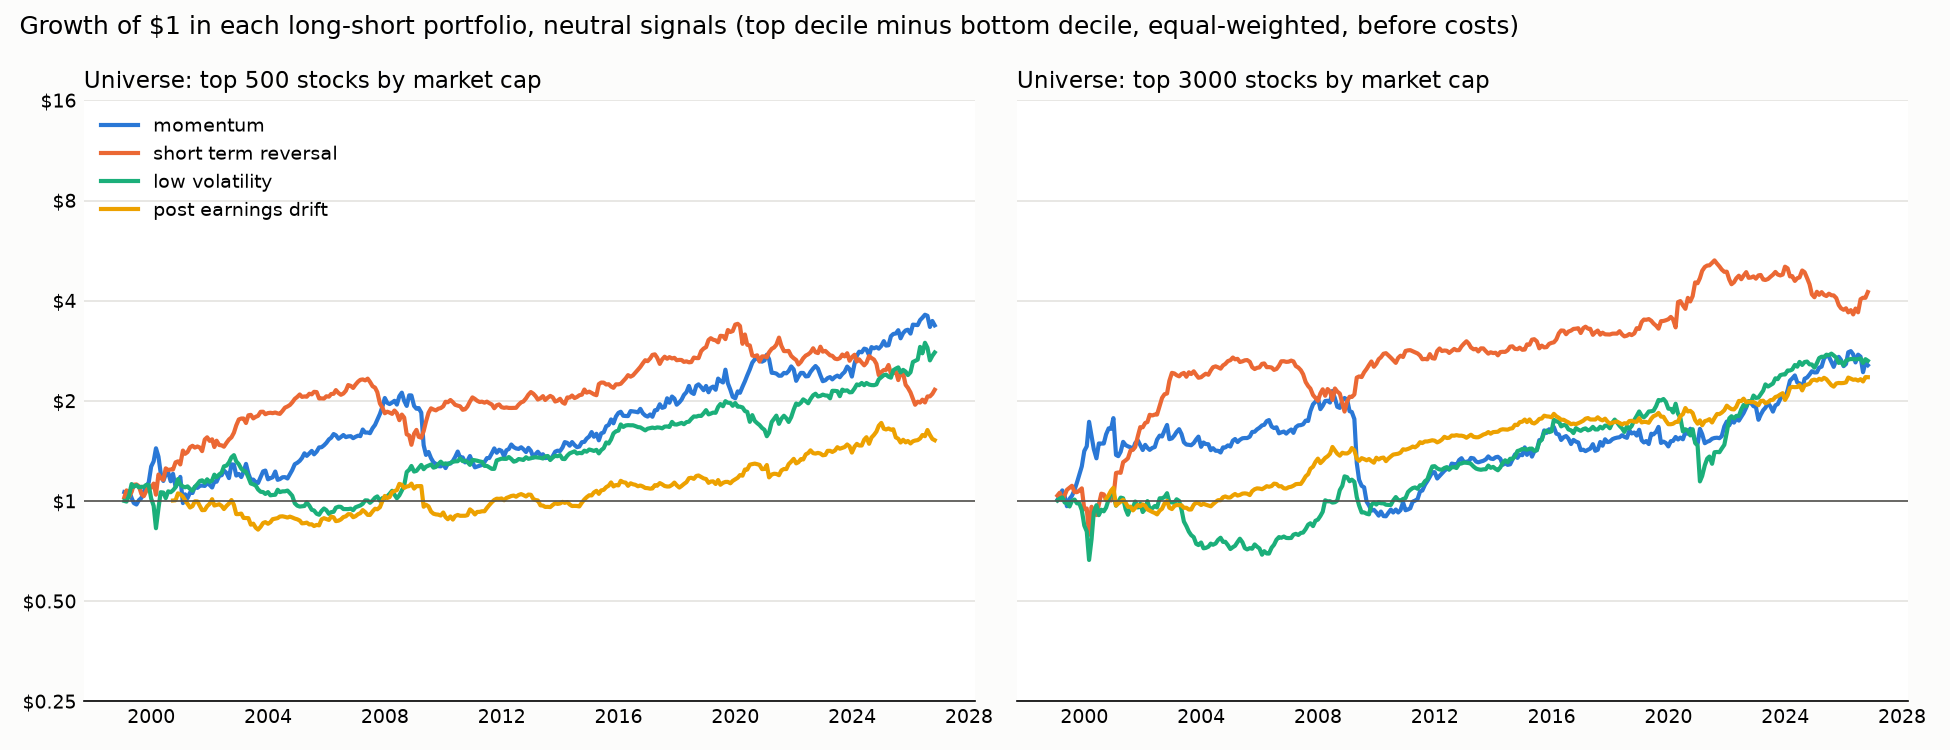 Growth of $1 in each long-short portfolio, neutral signals (top decile minus bottom decile, equal-weighted, before costs)
Universe: top 500 stocks by market cap
Universe: top 3000 stocks by market cap
$16
$8
$4
$2
$1
$0.50
$0.25
momentum
short term reversal
low volatility
post earnings drift
2000 2004 2008 2012 2016 2020 2024 2028
2000 2004 2008 2012 2016 2020 2024 2028